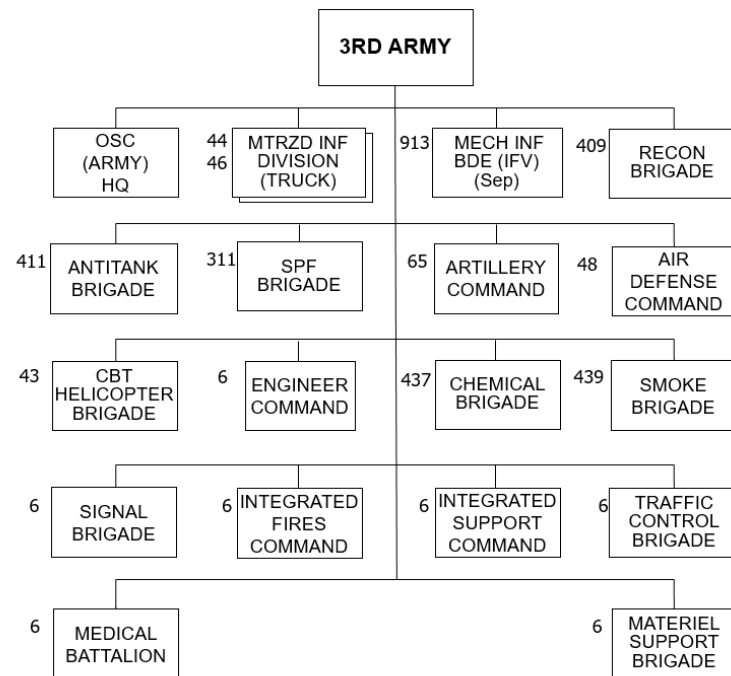 3RD ARMY
OSC
(ARMY)
HQ
44
46
MTRZD INF
DIVISION
(TRUCK)
913
MECH INF
BDE (IFV)
(Sep)
409
RECON
BRIGADE
411
ANTITANK
BRIGADE
311
SPF
BRIGADE
65
ARTILLERY
COMMAND
48
AIR
DEFENSE
COMMAND
43
CBT
HELICOPTER
BRIGADE
6
ENGINEER
COMMAND
437
CHEMICAL
BRIGADE
439
SMOKE
BRIGADE
6
SIGNAL
BRIGADE
6
INTEGRATED
FIRES
COMMAND
6
INTEGRATED
SUPPORT
COMMAND
6
TRAFFIC
CONTROL
BRIGADE
6
MEDICAL
BATTALION
6
MATERIEL
SUPPORT
BRIGADE